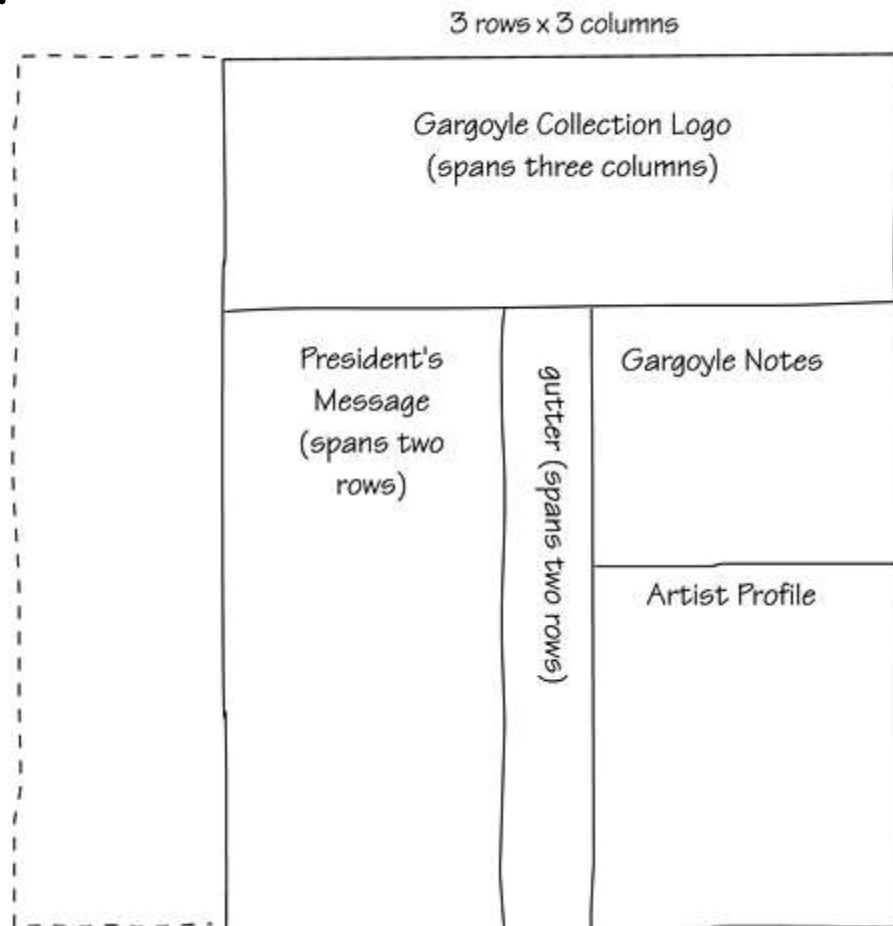 3 rows x 3 columns
Gargoyle Collection Logo
(spans three columns)
President's
Message
(spans two
rows)
gutter (spans two rows)
Gargoyle Notes
Artist Profile